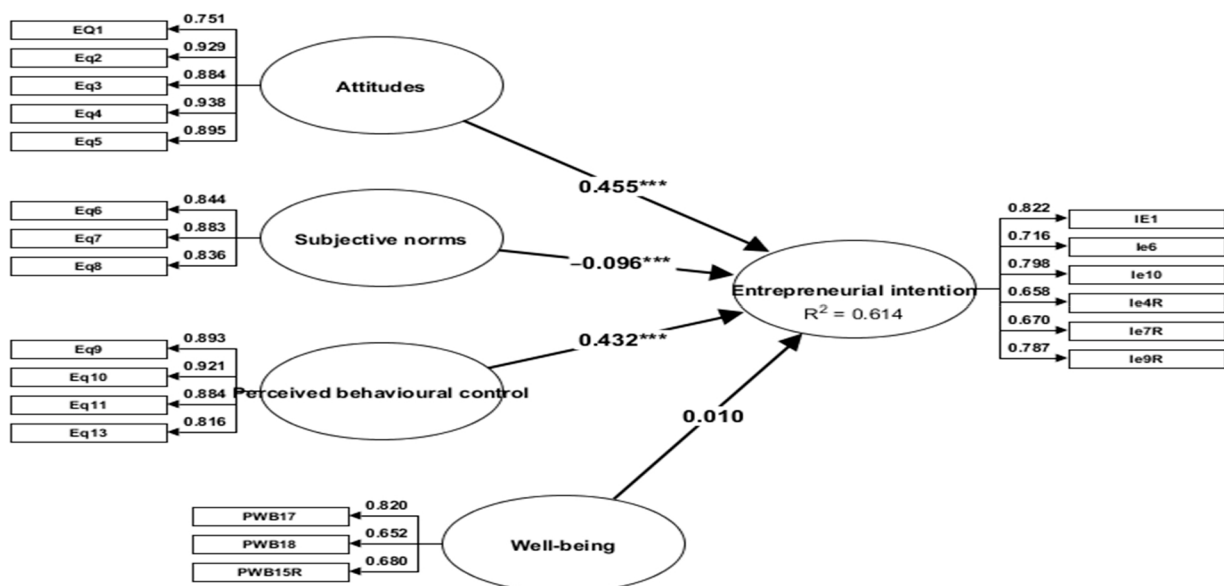 0.751
EQ1
0.929
Eq2
0.884
Eq3
0.938
Eq4
0.895
Eq5
Attitudes
0.455***
0.844
Eq6
0.883
Eq7
0.836
Eq8
Subjective norms
−0.096***
0.893
Eq9
0.921
Eq10
0.884
Eq11
0.816
Eq13
Perceived behavioural control
0.432***
0.820
PWB17
0.652
PWB18
0.680
PWB15R
Well-being
0.010
Entrepreneurial intention
R² = 0.614
0.822
IE1
0.716
Ie6
0.798
Ie10
0.658
Ie4R
0.670
Ie7R
0.787
Ie9R